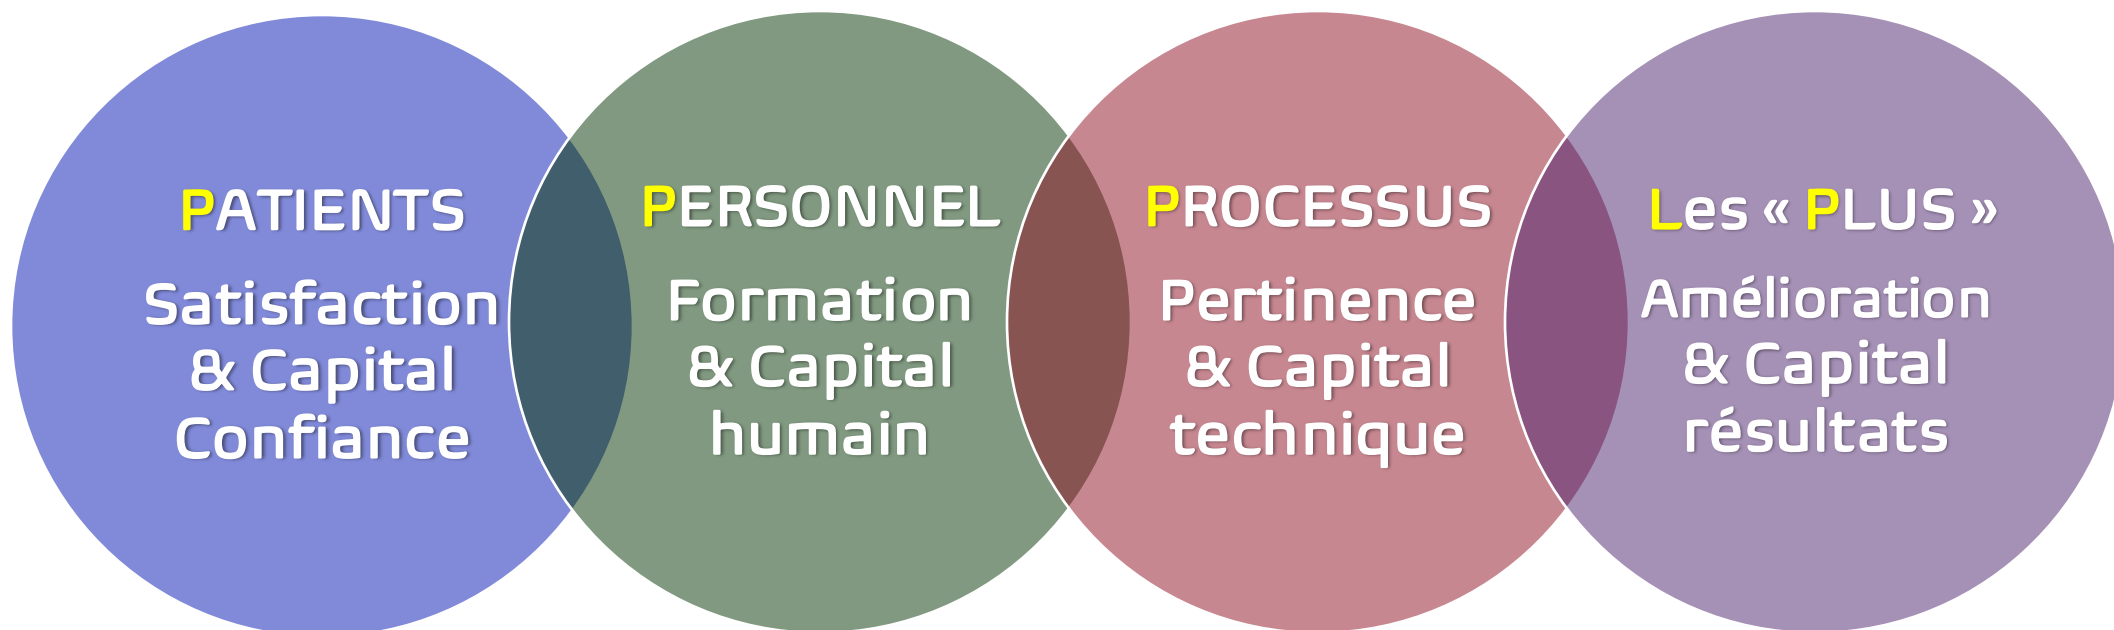 PATIENTS
Satisfaction
& Capital
Confiance
PERSONNEL
Formation
& Capital
humain
PROCESSUS
Pertinence
& Capital
technique
Les « PLUS »
Amélioration
& Capital
résultats